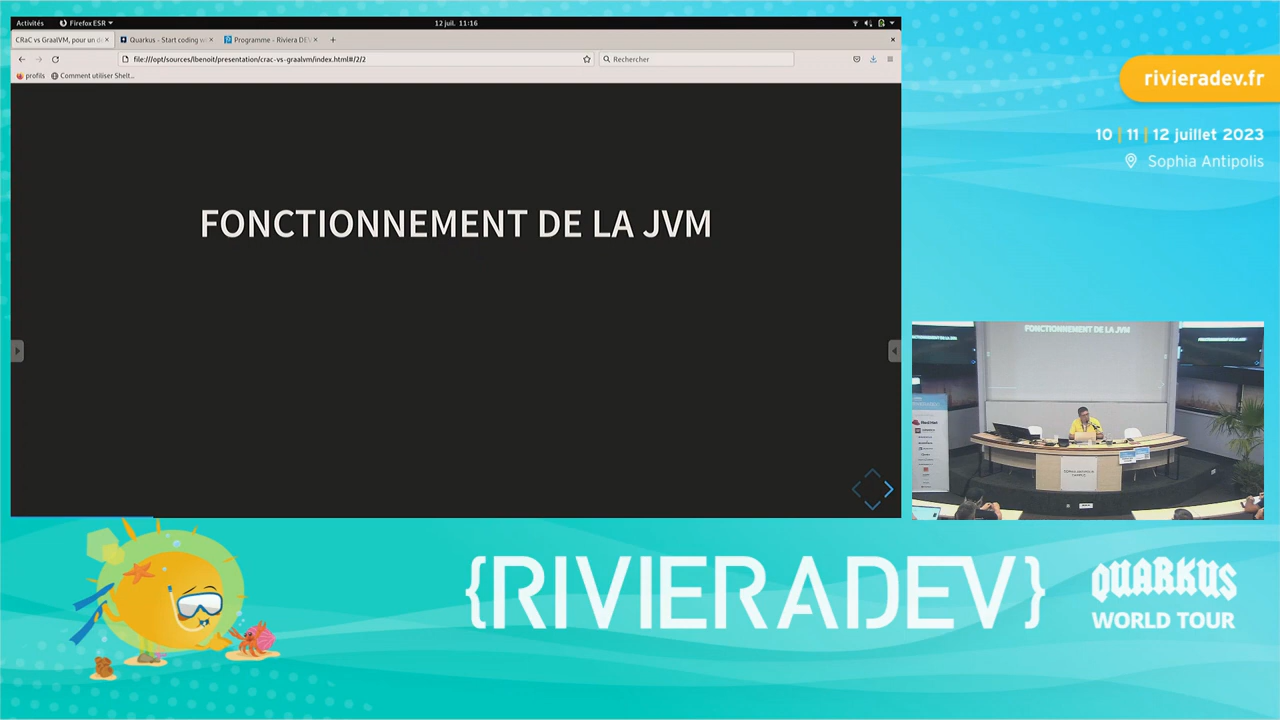 Activités
Firefox ESR
12 juil. 11:16
CRaC vs GraalVM, pour un d
Quarkus - Start coding w
Programme - Riviera DE
file:///opt/sources/lbenoit/presentation/crac-vs-graalvm/index.html#/2/2
Rechercher
profils
Comment utiliser Shelt…
FONCTIONNEMENT DE LA JVM
rivieradev.fr
10 | 11 | 12 juillet 2023
Sophia Antipolis
FONCTIONNEMENT DE LA JVM
Red Hat
{RIVIERADEV}
QUARKUS
WORLD TOUR